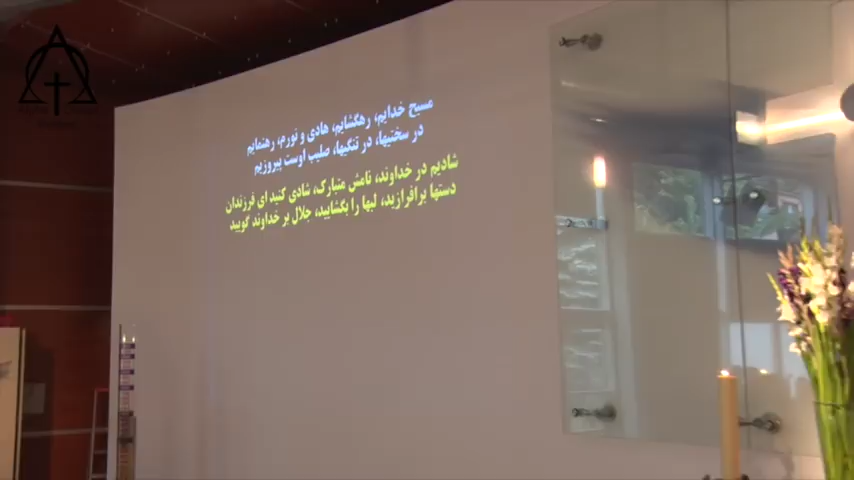 مسیح خدایم، رهگشایم، هادی و نورم، رهنمایم
در سختیها، در تنگیها، صلیب اوست پیروزیم
شادیم در خداوند، نامش متبارک، شادی کنید ای فرزندان
دستها برافرازید، لبها را بگشایید، جلال بر خداوند گویید